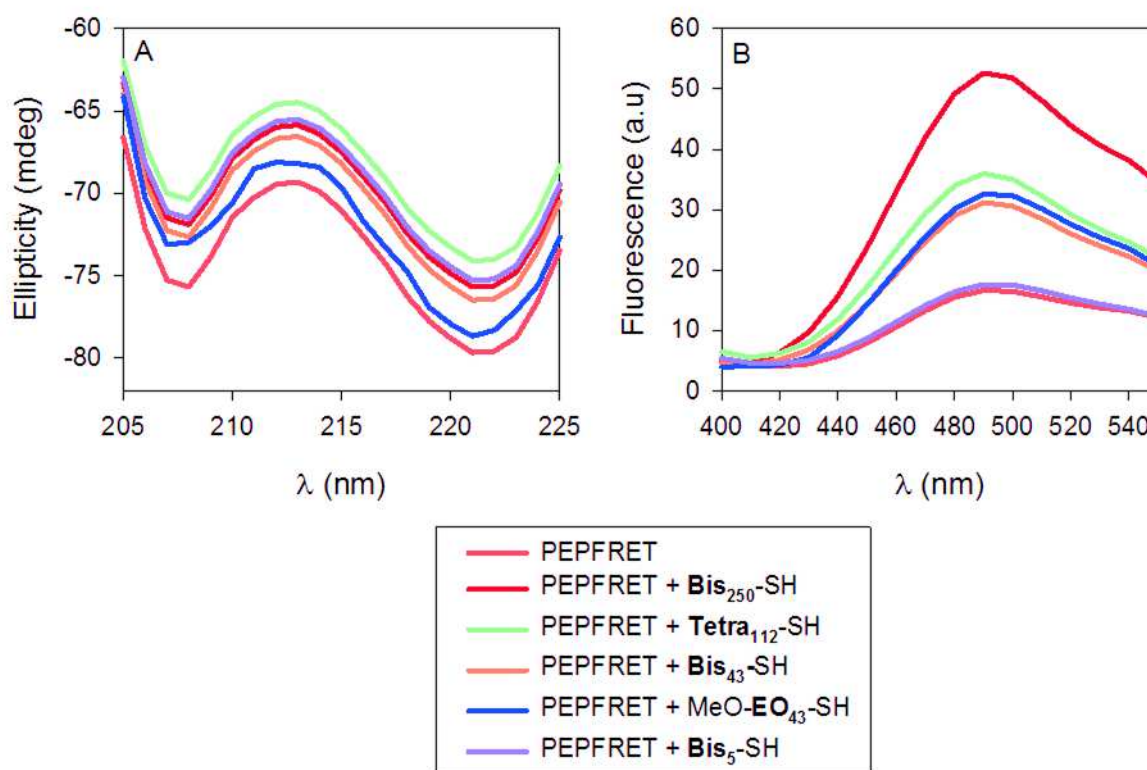 A
Ellipticity (mdeg)
-60
-65
-70
-75
-80
205 210 215 220 225
λ (nm)
B
Fluorescence (a.u)
60
50
40
30
20
10
0
400 420 440 460 480 500 520 540
λ (nm)
PEPFRET
PEPFRET + Bis₂₅₀-SH
PEPFRET + Tetra₁₁₂-SH
PEPFRET + Bis₄₃-SH
PEPFRET + MeO-EO₄₃-SH
PEPFRET + Bis₅-SH